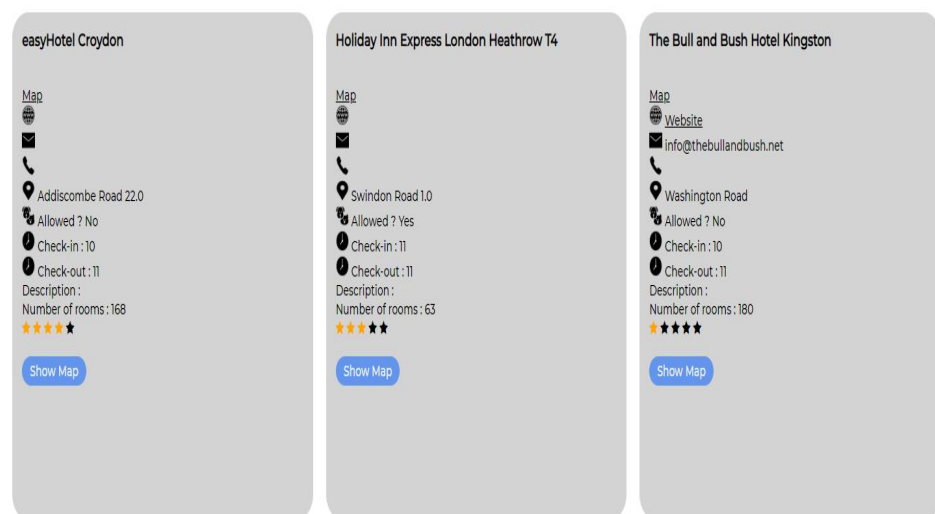 easyHotel Croydon
Map
Addiscombe Road 22.0
Allowed ? No
Check-in : 10
Check-out : 11
Description :
Number of rooms : 168
Show Map
Holiday Inn Express London Heathrow T4
Map
Swindon Road 1.0
Allowed ? Yes
Check-in : 11
Check-out : 11
Description :
Number of rooms : 63
Show Map
The Bull and Bush Hotel Kingston
Map
Website
info@thebullandbush.net
Washington Road
Allowed ? No
Check-in : 10
Check-out : 11
Description :
Number of rooms : 180
Show Map